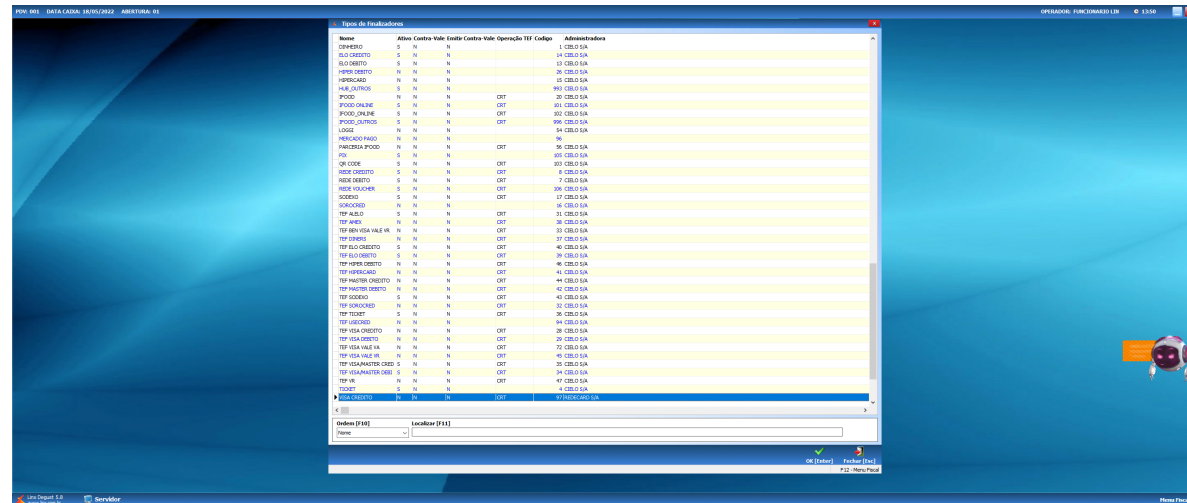 PDV: 001 DATA CAIXA: 18/05/2022 ABERTURA: 01 OPERADOR: FUNCIONARIO LIN 13:50
Tipos de Finalizadores
Nome Ativo Contra-Vale Emitir Contra-Vale Operação TEF Codigo Administradora
DINHEIRO S N N 1 CIELO S/A
ELO CREDITO S N N 14 CIELO S/A
ELO DEBITO S N N 13 CIELO S/A
HIPER DEBITO N N N 26 CIELO S/A
HIPERCARD N N N 15 CIELO S/A
HUB_OUTROS S N N 993 CIELO S/A
IFOOD N N N CRT 20 CIELO S/A
IFOOD ONLINE S N N CRT 101 CIELO S/A
IFOOD_ONLINE S N N CRT 102 CIELO S/A
IFOOD_OUTROS S N N CRT 996 CIELO S/A
LOGGI N N N 54 CIELO S/A
MERCADO PAGO N N N 96
PARCERIA IFOOD N N N CRT 56 CIELO S/A
PIX S N N 105 CIELO S/A
QR CODE S N N CRT 103 CIELO S/A
REDE CREDITO S N N CRT 8 CIELO S/A
REDE DEBITO S N N CRT 7 CIELO S/A
REDE VOUCHER S N N CRT 106 CIELO S/A
SODEXO S N N CRT 17 CIELO S/A
SOROCRED N N N 16 CIELO S/A
TEF ALELO S N N CRT 31 CIELO S/A
TEF AMEX N N N CRT 38 CIELO S/A
TEF BEN VISA VALE VR N N N CRT 33 CIELO S/A
TEF DINERS N N N CRT 37 CIELO S/A
TEF ELO CREDITO S N N CRT 40 CIELO S/A
TEF ELO DEBITO S N N CRT 39 CIELO S/A
TEF HIPER DEBITO N N N CRT 46 CIELO S/A
TEF HIPERCARD N N N CRT 41 CIELO S/A
TEF MASTER CREDITO N N N CRT 44 CIELO S/A
TEF MASTER DEBITO N N N CRT 42 CIELO S/A
TEF SODEXO S N N CRT 43 CIELO S/A
TEF SOROCRED N N N CRT 32 CIELO S/A
TEF TICKET S N N CRT 36 CIELO S/A
TEF USECRED N N N 94 CIELO S/A
TEF VISA CREDITO N N N CRT 28 CIELO S/A
TEF VISA DEBITO N N N CRT 29 CIELO S/A
TEF VISA VALE VA N N N CRT 72 CIELO S/A
TEF VISA VALE VR N N N CRT 45 CIELO S/A
TEF VISA/MASTER CRED S N N CRT 35 CIELO S/A
TEF VISA/MASTER DEBI S N N CRT 34 CIELO S/A
TEF VR N N N CRT 47 CIELO S/A
TICKET S N N 4 CIELO S/A
VISA CREDITO N N N CRT 97 REDECARD S/A
Ordem [F10] Localizar [F11]
Nome
OK [Enter] Fechar [Esc]
F12 - Menu Fiscal
Linx Degust 5.8 Servidor Menu Fisc